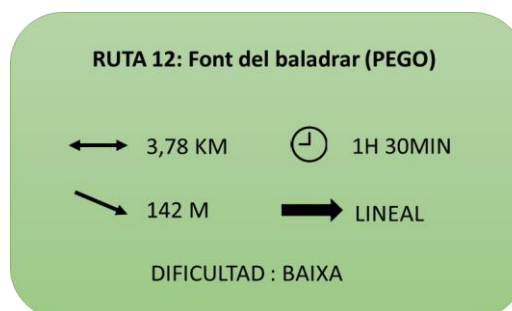 RUTA 12: Font del baladrar (PEGO)
3,78 KM
1H 30MIN
142 M
LINEAL
DIFICULTAD : BAIXA